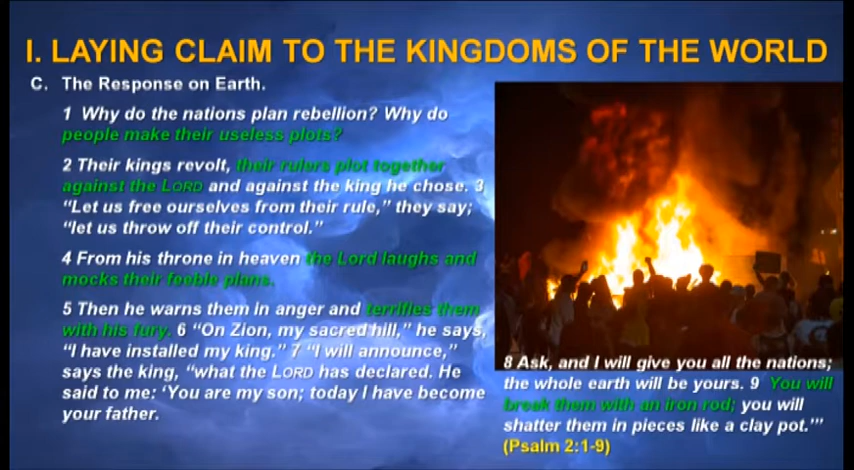 I. LAYING CLAIM TO THE KINGDOMS OF THE WORLD
C. The Response on Earth.
1 Why do the nations plan rebellion? Why do
people make their useless plots?
2 Their kings revolt, their rulers plot together
against the LORD and against the king he chose. 3
“Let us free ourselves from their rule,” they say;
“let us throw off their control.”
4 From his throne in heaven the Lord laughs and
mocks their feeble plans.
5 Then he warns them in anger and terrifies them
with his fury. 6 “On Zion, my sacred hill,” he says,
“I have installed my king.” 7 “I will announce,”
says the king, “what the LORD has declared. He
said to me: ‘You are my son; today I have become
your father.
8 Ask, and I will give you all the nations;
the whole earth will be yours. 9 You will
break them with an iron rod; you will
shatter them in pieces like a clay pot.’”
(Psalm 2:1-9)